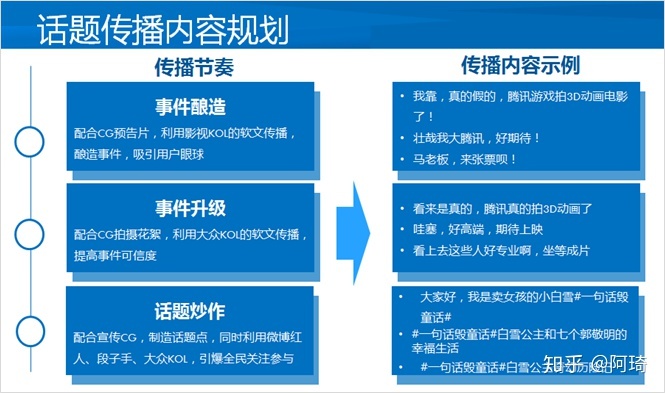 话题传播内容规划
传播节奏
事件酿造
配合CG预告片，利用影视KOL的软文传播，
酿造事件，吸引用户眼球
事件升级
配合CG拍摄花絮，利用大众KOL的软文传播，
提高事件可信度
话题炒作
配合宣传CG，制造话题点，同时利用微博红
人、段子手、大众KOL，引爆全民关注参与
传播内容示例
• 我靠，真的假的，腾讯游戏拍3D动画电影
了！
• 壮哉我大腾讯，好期待！
• 马老板，来张票呗！
• 看来是真的，腾讯真的拍3D动画了
• 哇塞，好高端，期待上映
• 看上去这些人好专业啊，坐等成片
• 大家好，我是卖女孩的小白雪#一句话毁
童话#
• #一句话毁童话#白雪公主和七个郭敬明的
幸福生活
• #一句话毁童话#白雪公主
知乎 @阿琦